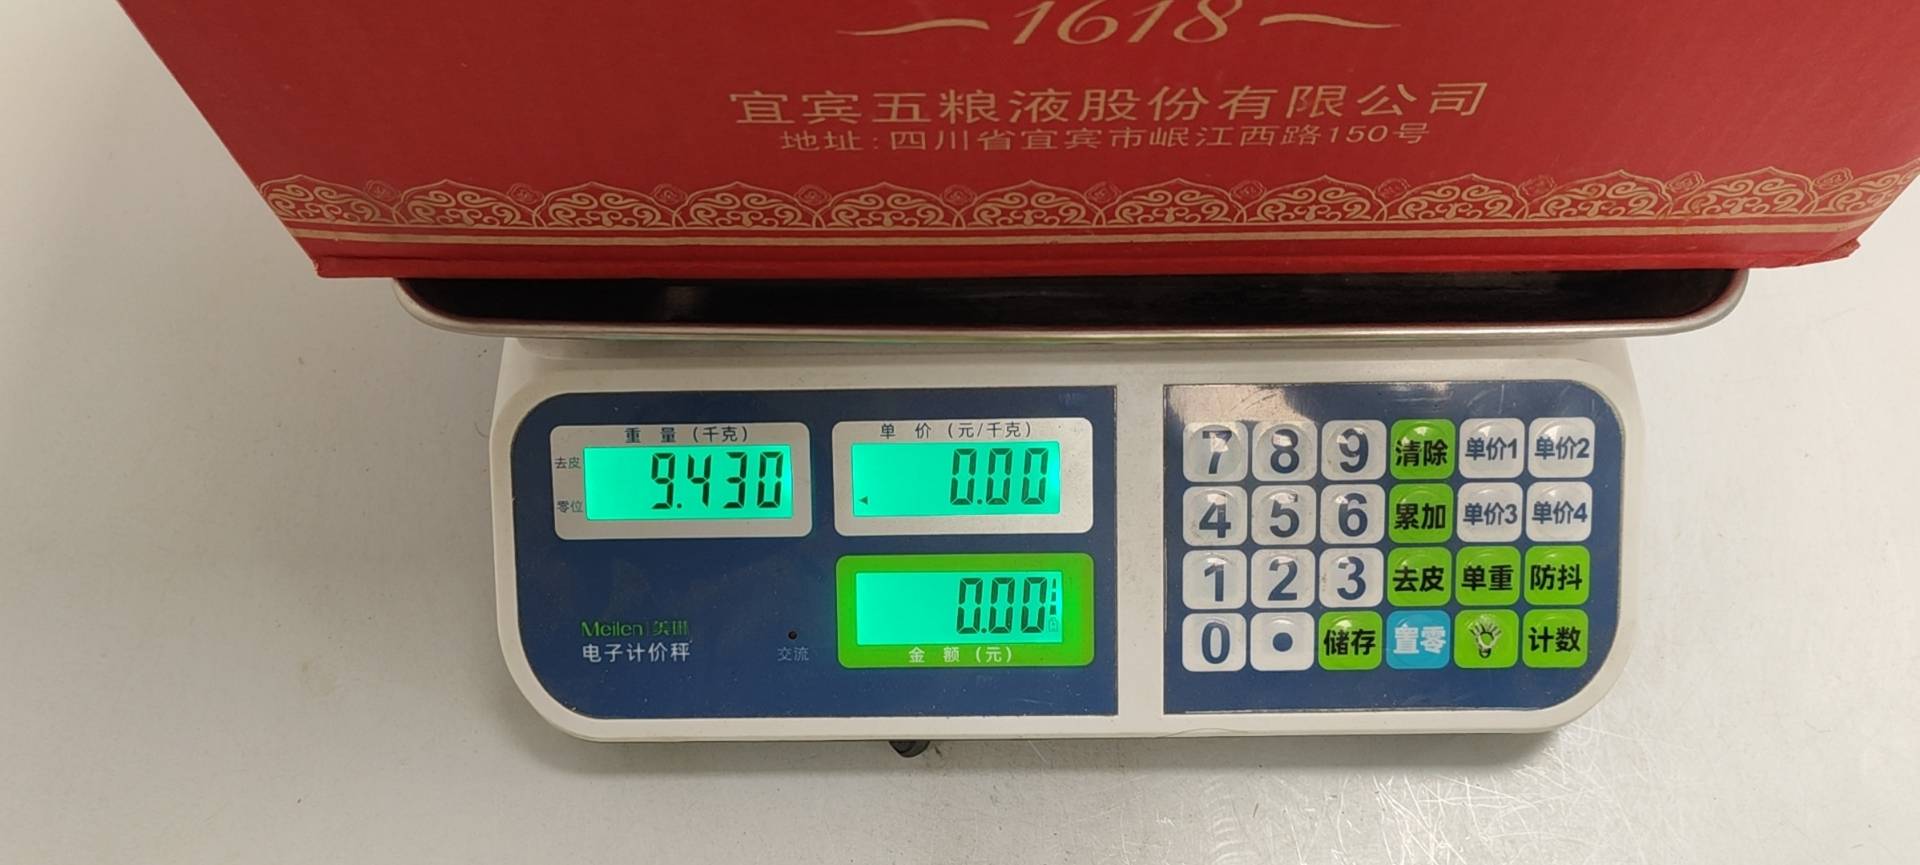 1618
宜宾五粮液股份有限公司
地址:四川省宜宾市岷江西路150号
重 量 (千克)
去皮
9.430
零位
单 价 (元/千克)
0.00
0.00
金 额 (元)
Meilen 美琳
电子计价秤
交流
7 8 9 清除 单价1 单价2
4 5 6 累加 单价3 单价4
1 2 3 去皮 单重 防抖
0 • 储存 置零 计数